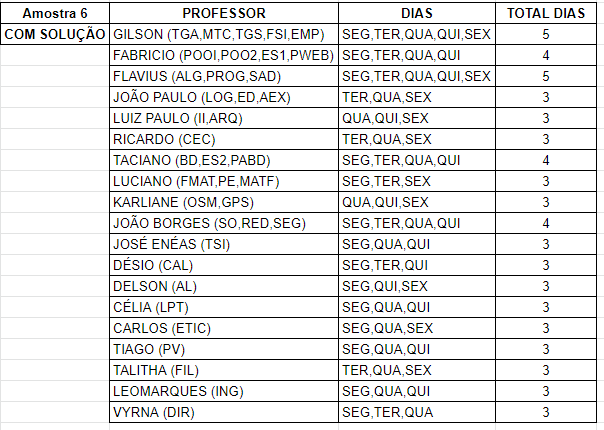 Amostra 6 PROFESSOR DIAS TOTAL DIAS
COM SOLUÇÃO GILSON (TGA,MTC,TGS,FSI,EMP) SEG,TER,QUA,QUI,SEX 5
FABRICIO (POOI,POO2,ES1,PWEB) SEG,TER,QUA,QUI 4
FLAVIUS (ALG,PROG,SAD) SEG,TER,QUA,QUI,SEX 5
JOÃO PAULO (LOG,ED,AEX) TER,QUA,SEX 3
LUIZ PAULO (II,ARQ) QUA,QUI,SEX 3
RICARDO (CEC) TER,QUA,SEX 3
TACIANO (BD,ES2,PABD) SEG,TER,QUA,QUI 4
LUCIANO (FMAT,PE,MATF) SEG,TER,SEX 3
KARLIANE (OSM,GPS) QUA,QUI,SEX 3
JOÃO BORGES (SO,RED,SEG) SEG,TER,QUA,QUI 4
JOSÉ ENÉAS (TSI) SEG,QUA,QUI 3
DÉSIO (CAL) SEG,TER,QUI 3
DELSON (AL) SEG,QUI,SEX 3
CÉLIA (LPT) SEG,QUA,QUI 3
CARLOS (ETIC) SEG,QUA,SEX 3
TIAGO (PV) SEG,QUA,QUI 3
TALITHA (FIL) TER,QUA,SEX 3
LEOMARQUES (ING) SEG,QUA,QUI 3
VYRNA (DIR) SEG,TER,QUA 3